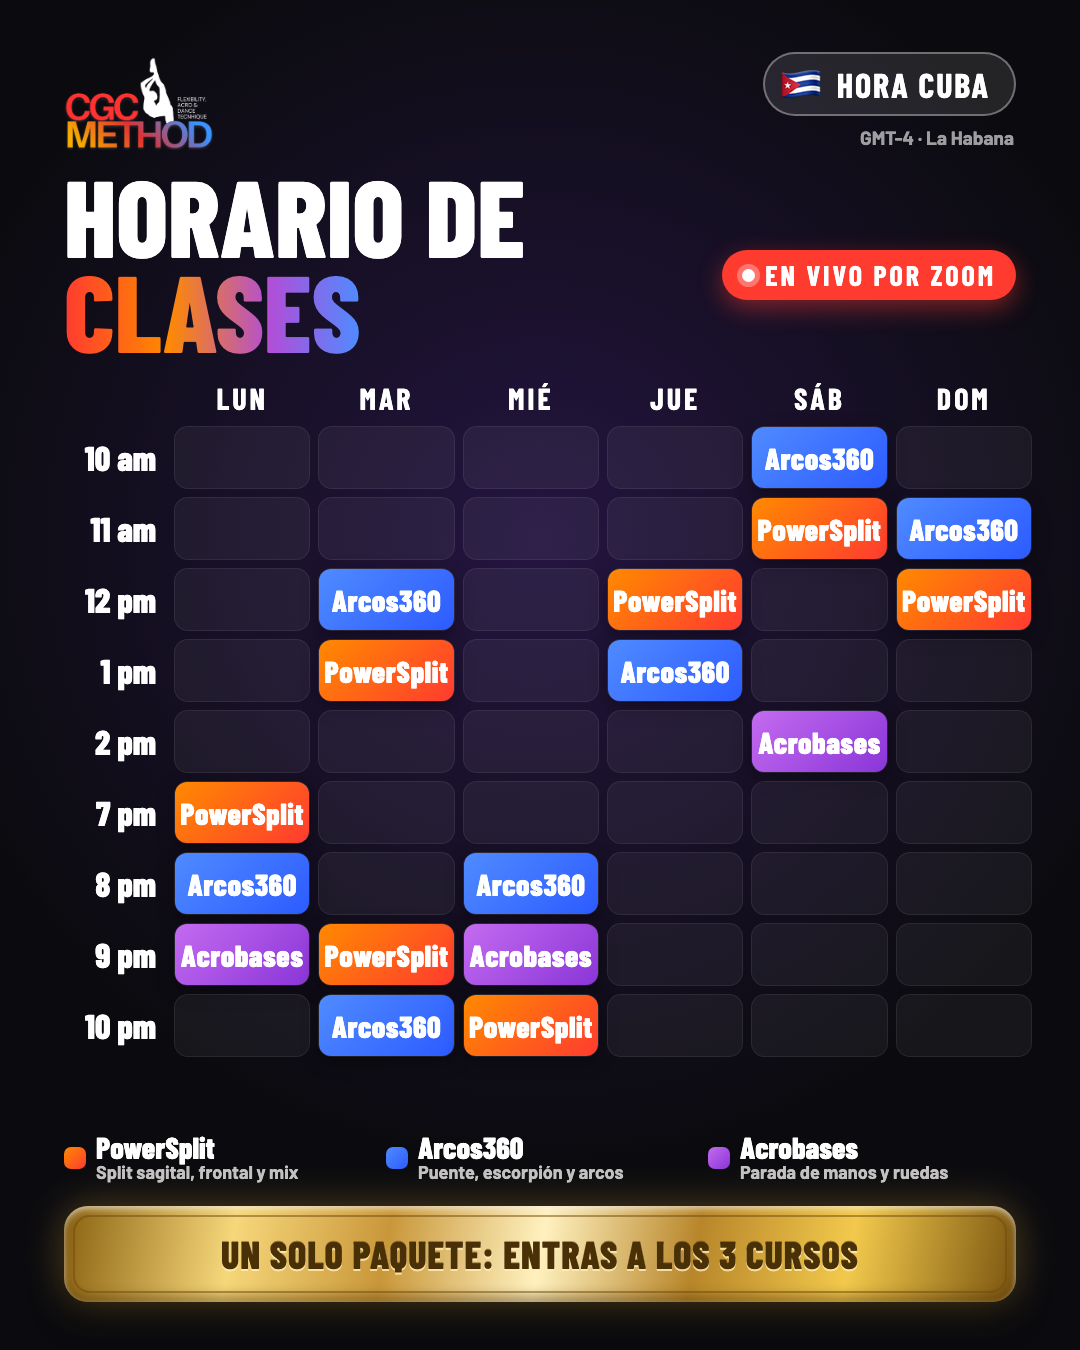 CGC
METHOD
FLEXIBILITY,
ACRO &
DANCE
TECNHIQUE
HORA CUBA
GMT-4 · La Habana
HORARIO DE
CLASES
EN VIVO POR ZOOM
LUN MAR MIÉ JUE SÁB DOM
10 am Arcos360
11 am PowerSplit Arcos360
12 pm Arcos360 PowerSplit PowerSplit
1 pm PowerSplit Arcos360
2 pm Acrobases
7 pm PowerSplit
8 pm Arcos360 Arcos360
9 pm Acrobases PowerSplit Acrobases
10 pm Arcos360 PowerSplit
PowerSplit
Split sagital, frontal y mix
Arcos360
Puente, escorpión y arcos
Acrobases
Parada de manos y ruedas
UN SOLO PAQUETE: ENTRAS A LOS 3 CURSOS